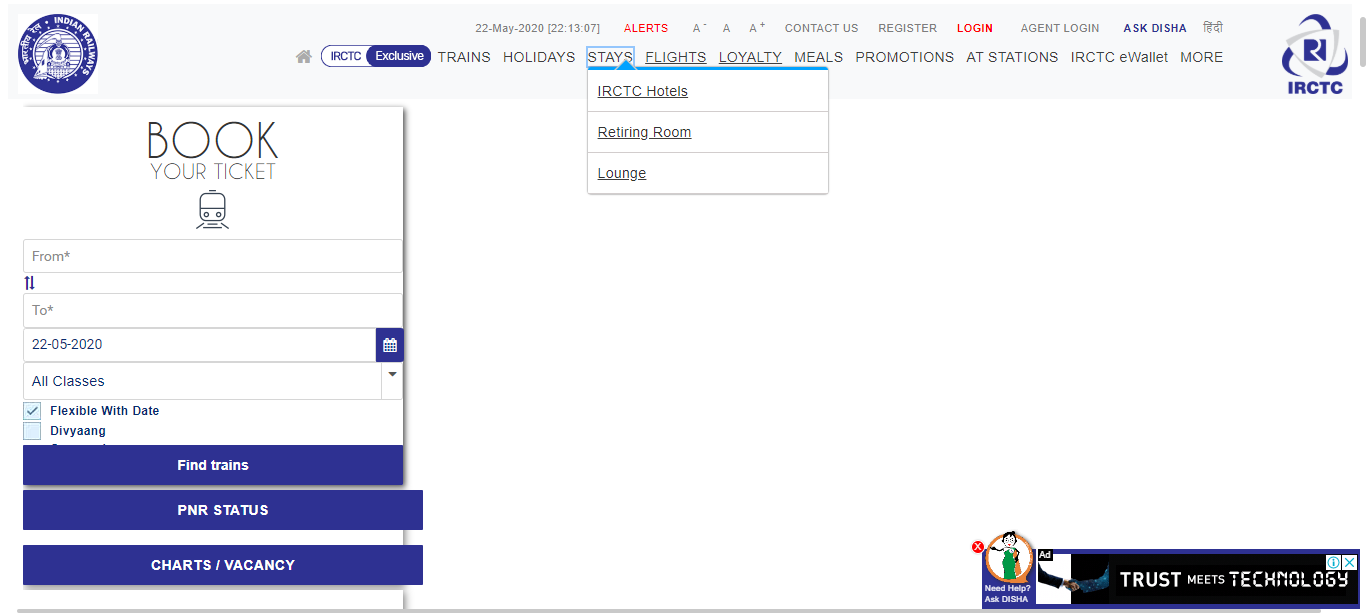 भारतीय रेल INDIAN RAILWAYS
22-May-2020 [22:13:07] ALERTS A- A A+ CONTACT US REGISTER LOGIN AGENT LOGIN ASK DISHA हिंदी
IRCTC Exclusive TRAINS HOLIDAYS STAYS FLIGHTS LOYALTY MEALS PROMOTIONS AT STATIONS IRCTC eWallet MORE
IRCTC
IRCTC Hotels
Retiring Room
Lounge
BOOK
YOUR TICKET
From*
To*
22-05-2020
All Classes
Flexible With Date
Divyaang
Find trains
PNR STATUS
CHARTS / VACANCY
Need Help?
Ask DISHA
Ad
TRUST MEETS TECHNOLOGY